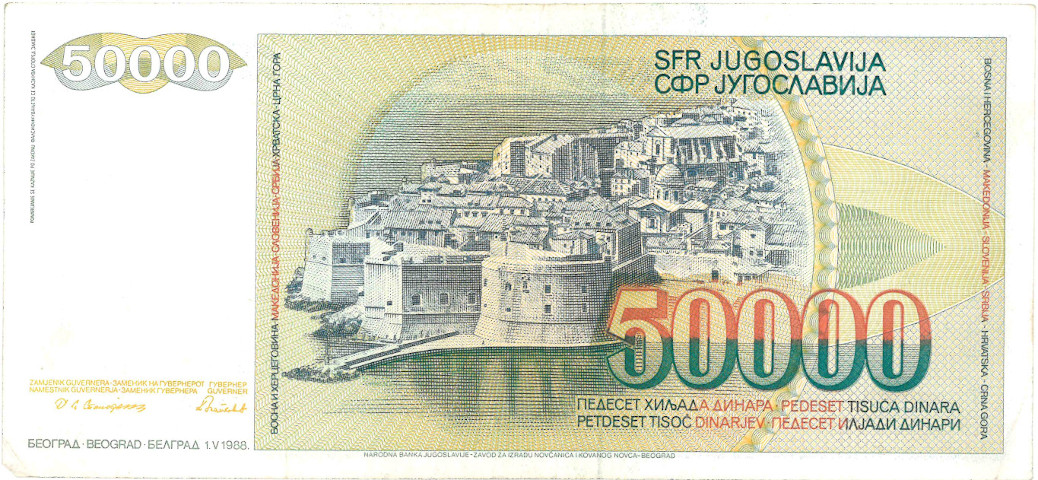 50000
SFR JUGOSLAVIJA
СФР ЈУГОСЛАВИЈА
БОСНА И ХЕРЦЕГОВИНА · МАКЕДОНИЈА · СЛОВЕНИЈА · СРБИЈА · ХРВАТСКА · ЦРНА ГОРА
BOSNA I HERCEGOVINA · MAKEDONIJA · SLOVENIJA · SRBIJA · HRVATSKA · CRNA GORA
50000
ПЕДЕСЕТ ХИЉАДА ДИНАРА · PEDESET TISUĆA DINARA
PETDESET TISOČ DINARJEV · ПЕДЕСЕТ ИЛЈАДИ ДИНАРИ
ZAMJENIK GUVERNERA · ЗАМЕНИК НА ГУВЕРНЕРОТ ГУВЕРНЕР
NAMESTNIK GUVERNERJA · ЗАМЕНИК ГУВЕРНЕРА GUVERNER
БЕОГРАД · BEOGRAD · БЕЛГРАД 1.V 1988.
NARODNA BANKA JUGOSLAVIJE – ZAVOD ZA IZRADU NOVČANICA I KOVANOG NOVCA – BEOGRAD